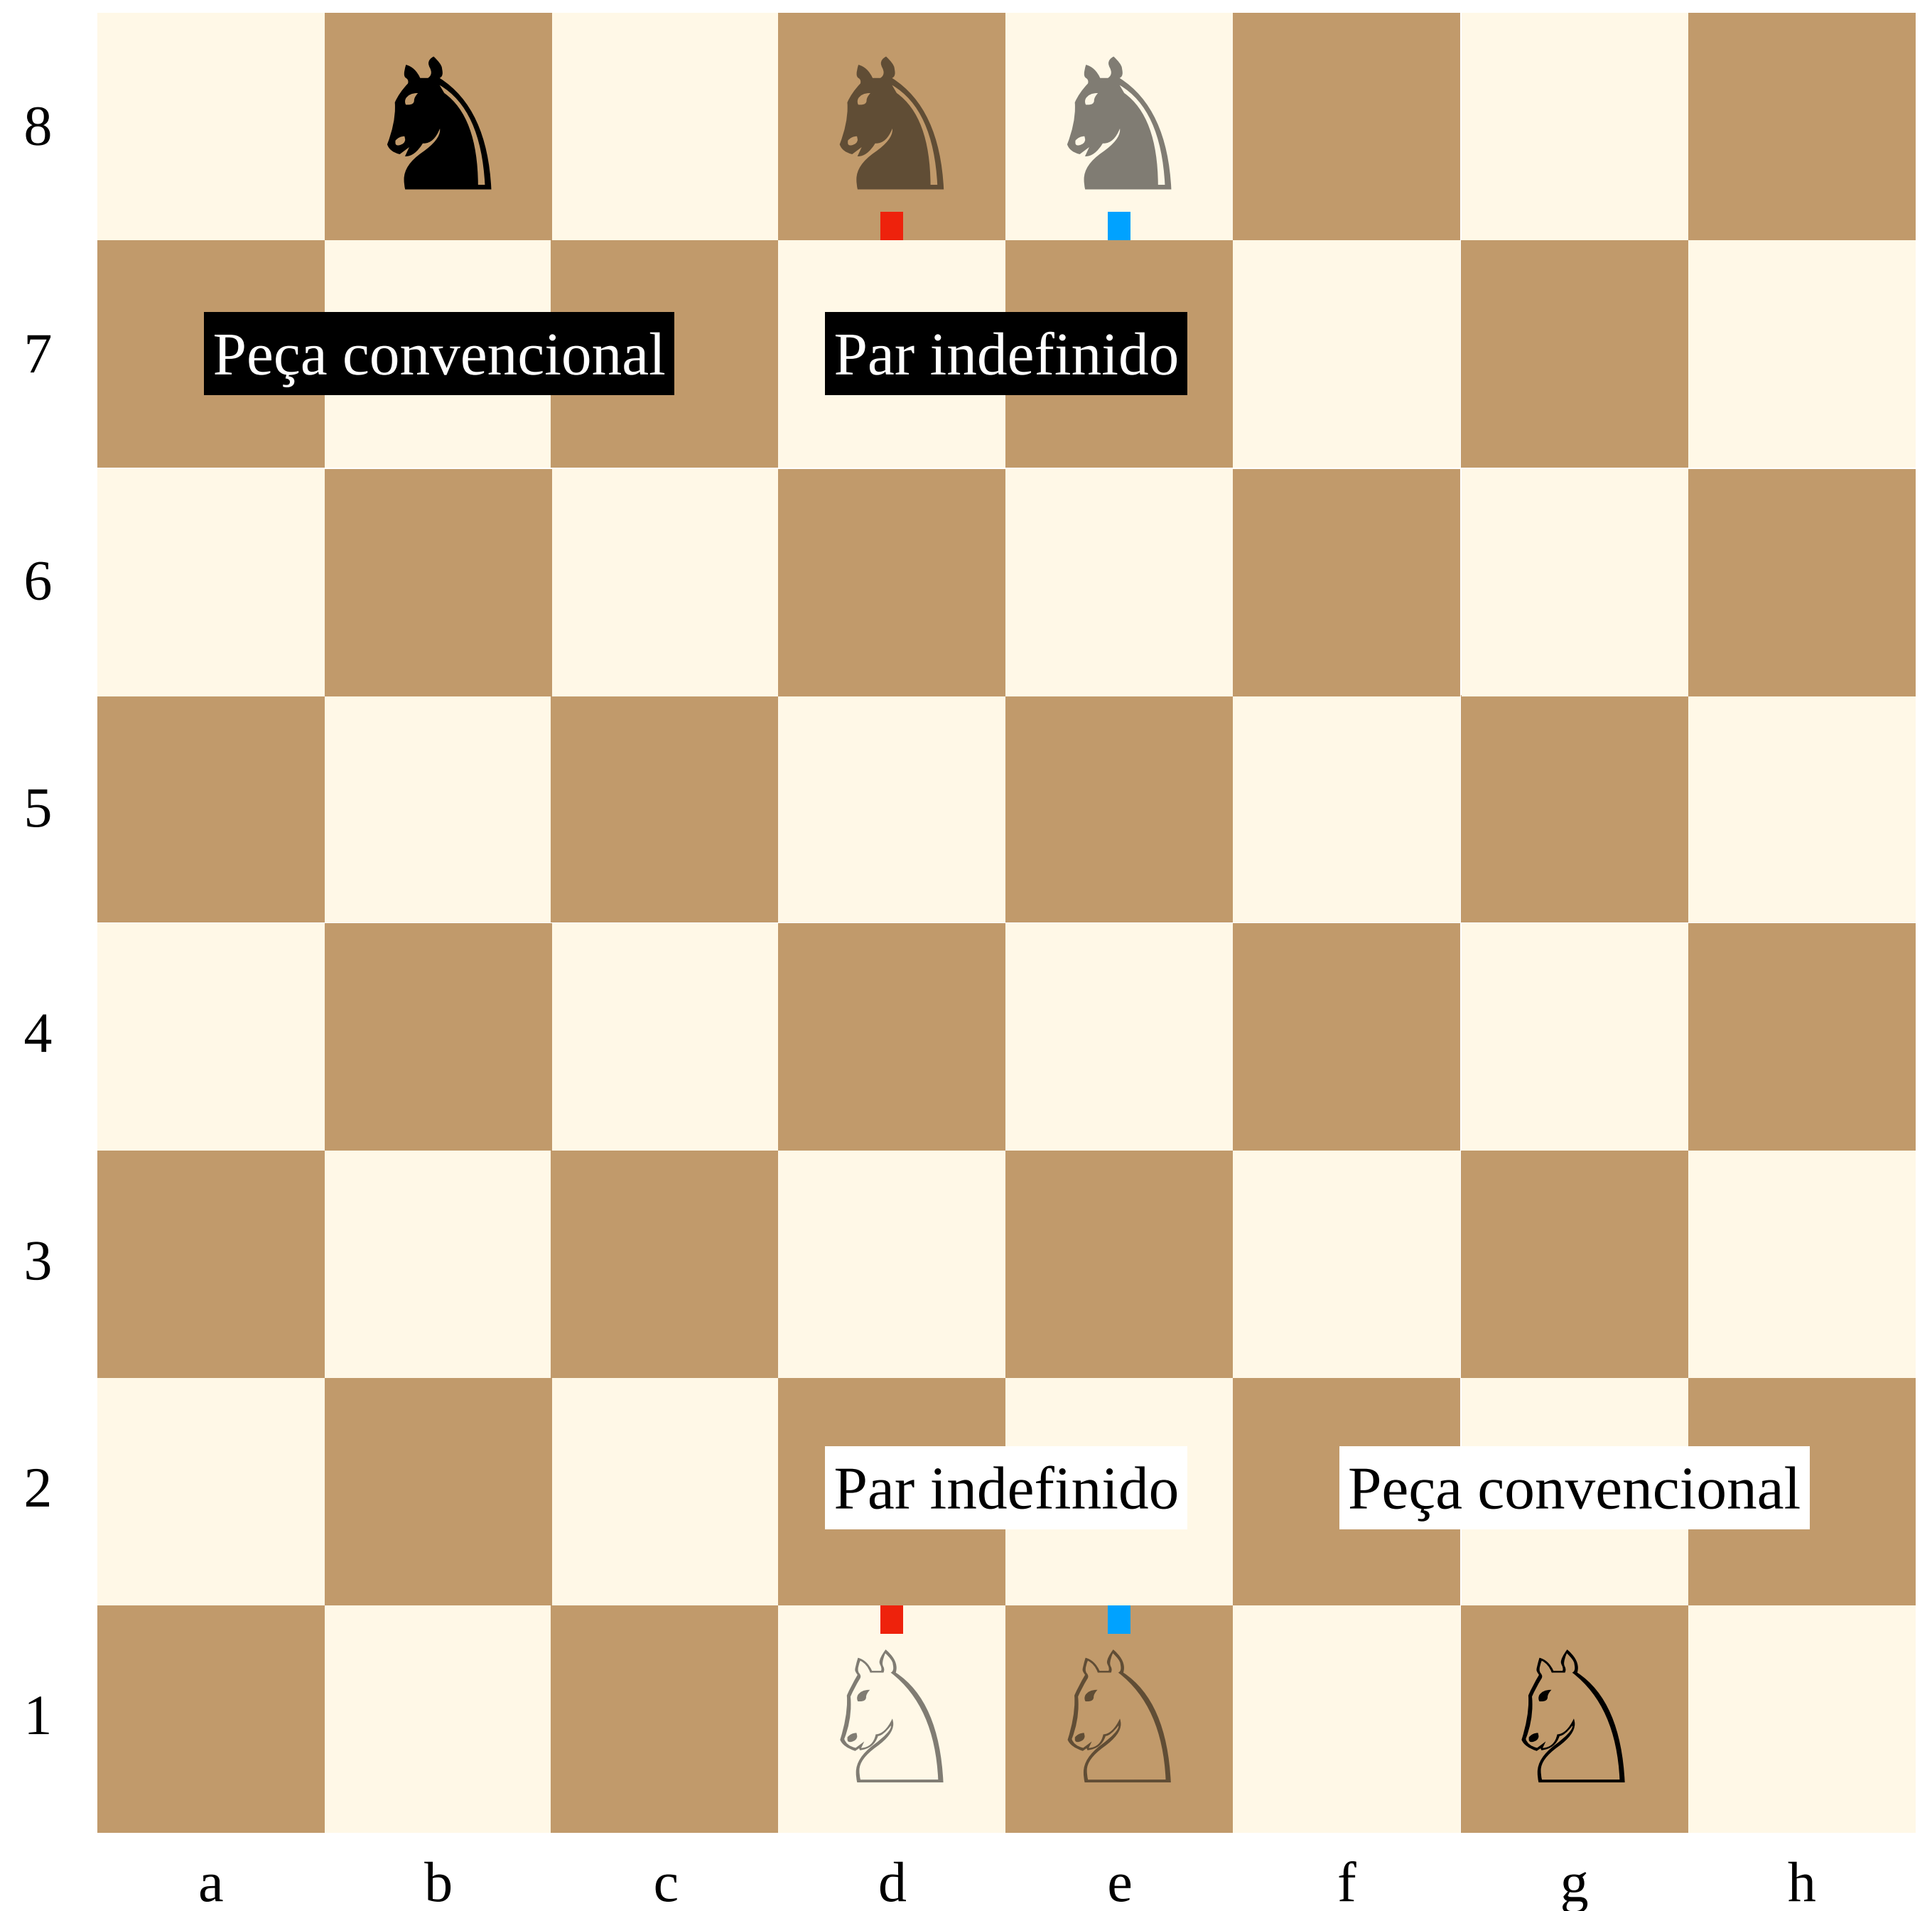 8
7
Peça convencional
Par indefinido
6
5
4
3
2
Par indefinido
Peça convencional
1
a b c d e f g h